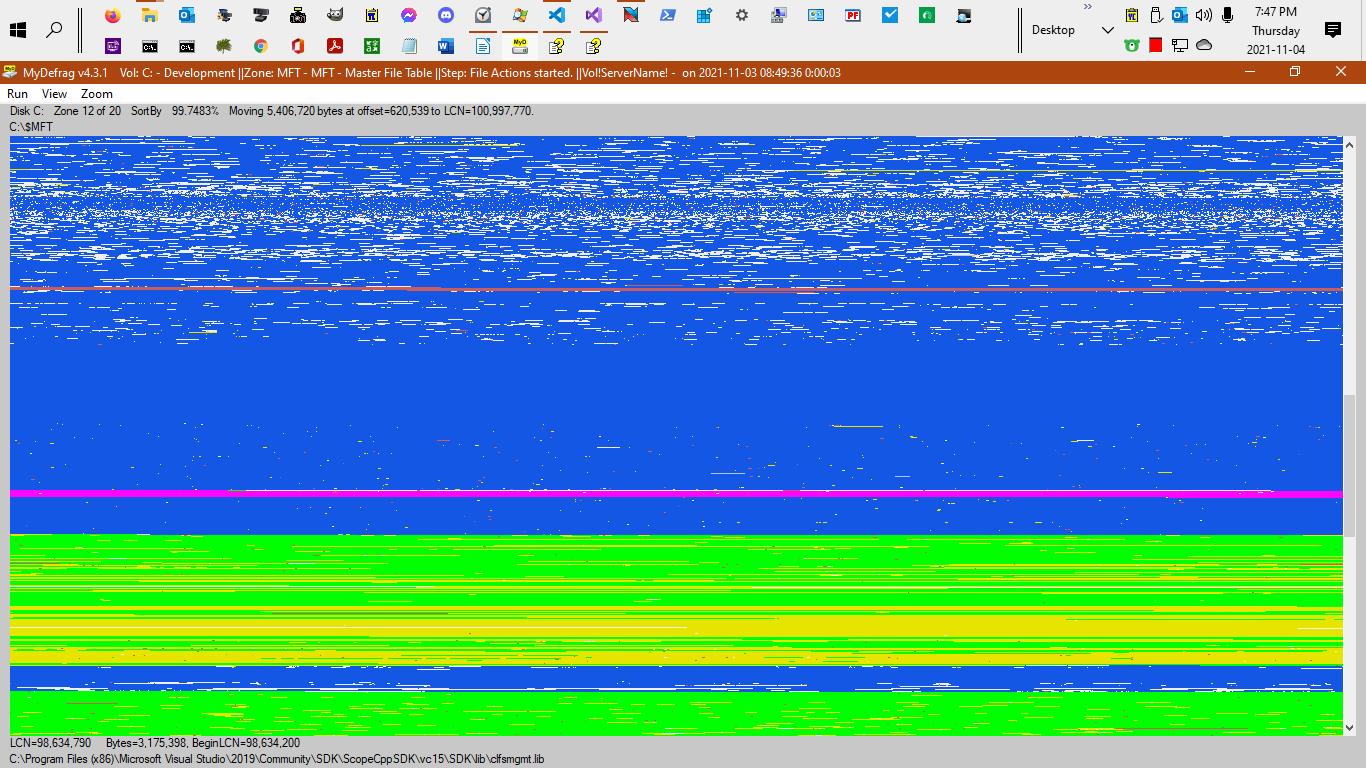 7:47 PM
Desktop
Thursday
2021-11-04
MyDefrag v4.3.1 Vol: C: - Development ||Zone: MFT - MFT - Master File Table ||Step: File Actions started. ||Vol!ServerName! - on 2021-11-03 08:49:36 0:00:03
Run View Zoom
Disk C: Zone 12 of 20 SortBy 99.7483% Moving 5,406,720 bytes at offset=620,539 to LCN=100,997,770.
C:\$MFT
LCN=98,634,790 Bytes=3,175,398, BeginLCN=98,634,200
C:\Program Files (x86)\Microsoft Visual Studio\2019\Community\SDK\ScopeCppSDK\vc15\SDK\lib\clfsmgmt.lib